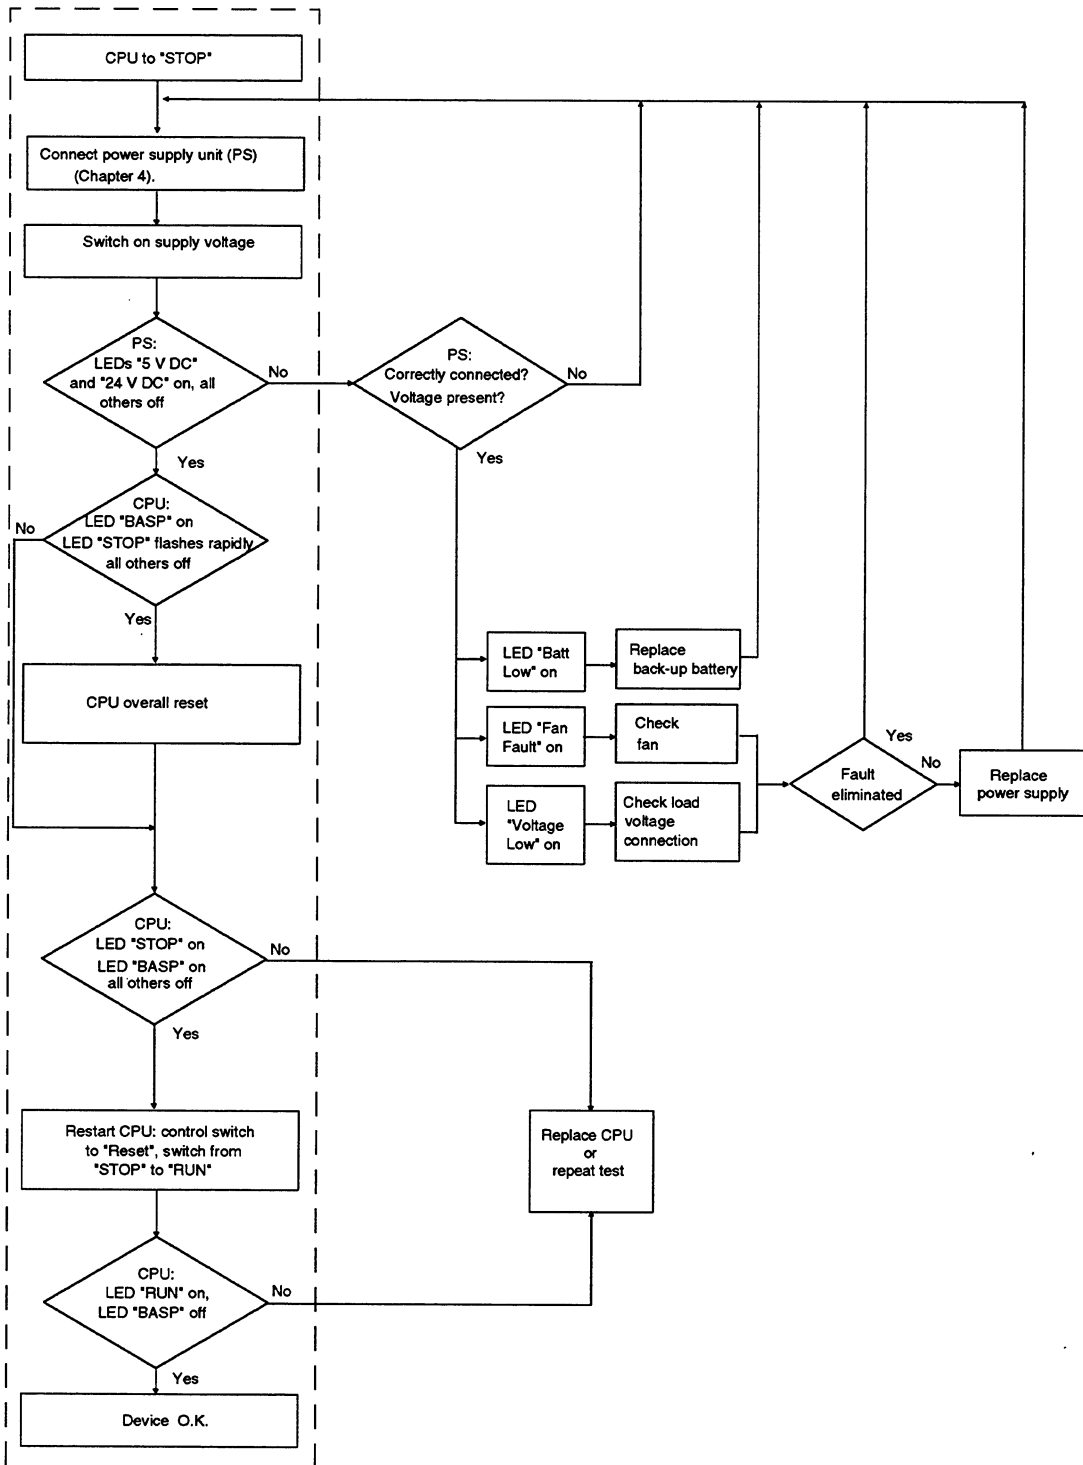 CPU to "STOP"
Connect power supply unit (PS)
(Chapter 4).
Switch on supply voltage
PS:
LEDs "5 V DC"
and "24 V DC" on, all
others off
No
PS:
Correctly connected?
Voltage present?
No
Yes
Yes
CPU:
LED "BASP" on
LED "STOP" flashes rapidly
all others off
No
Yes
CPU overall reset
LED "Batt
Low" on
Replace
back-up battery
LED "Fan
Fault" on
Check
fan
LED
"Voltage
Low" on
Check load
voltage
connection
Fault
eliminated
Yes
No
Replace
power supply
CPU:
LED "STOP" on
LED "BASP" on
all others off
No
Yes
Restart CPU: control switch
to "Reset", switch from
"STOP" to "RUN"
Replace CPU
or
repeat test
CPU:
LED "RUN" on,
LED "BASP" off
No
Yes
Device O.K.